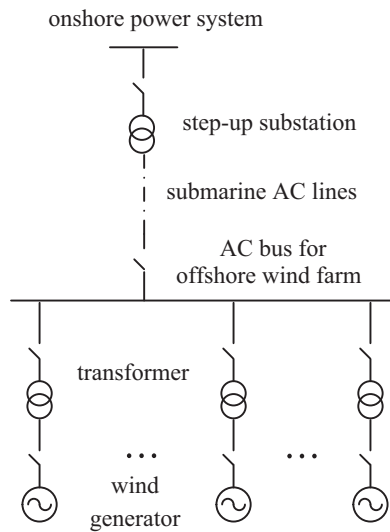 onshore power system
step-up substation
submarine AC lines
AC bus for
offshore wind farm
transformer
wind
generator